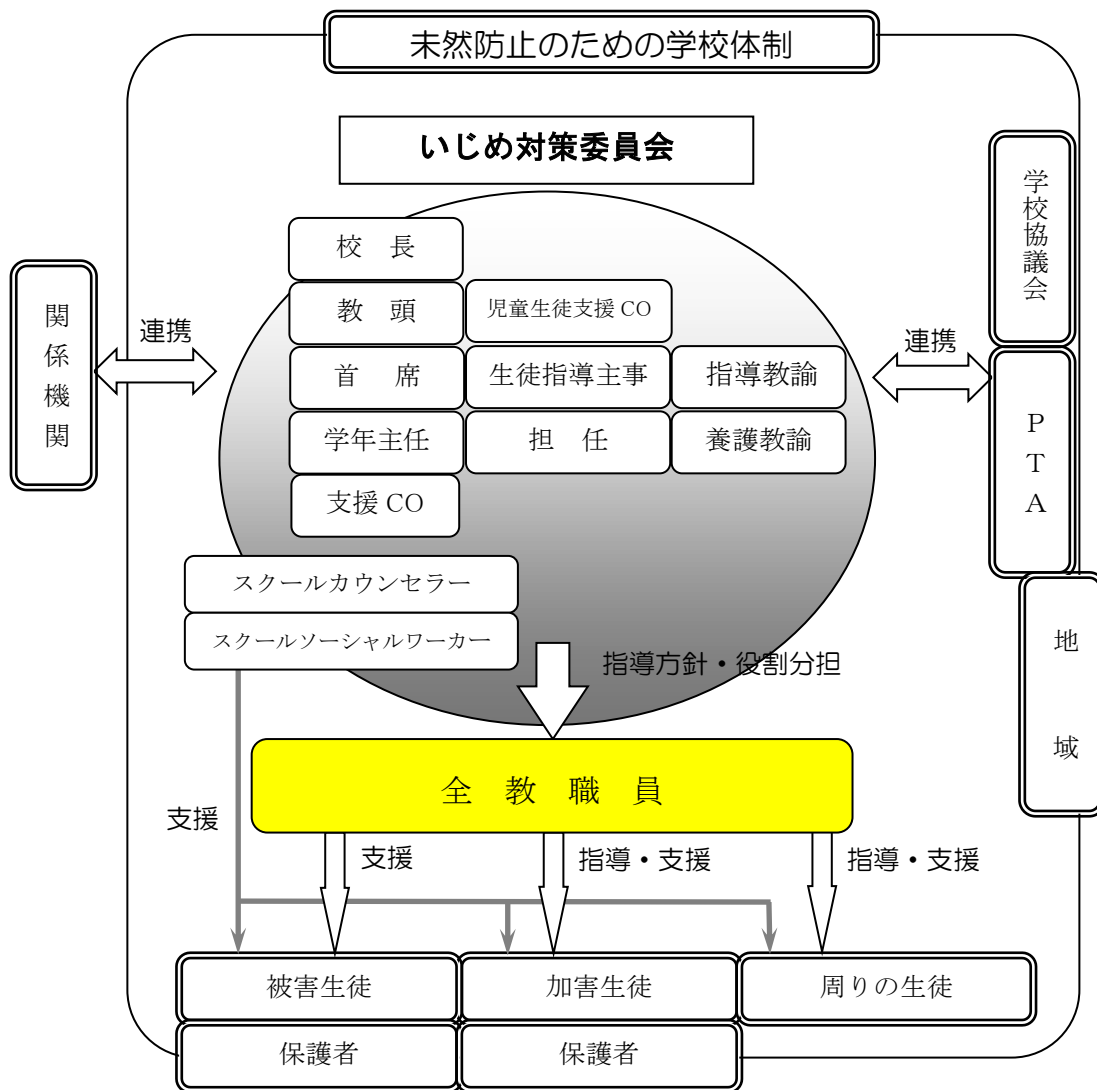 未然防止のための学校体制
いじめ対策委員会
校　長
教　頭
児童生徒支援 CO
首　席
生徒指導主事
指導教諭
学年主任
担　任
養護教諭
支援 CO
スクールカウンセラー
スクールソーシャルワーカー
関係機関
連携
連携
学校協議会
ＰＴＡ
地　域
指導方針・役割分担
全　教　職　員
支援
支援
指導・支援
指導・支援
被害生徒
加害生徒
周りの生徒
保護者
保護者